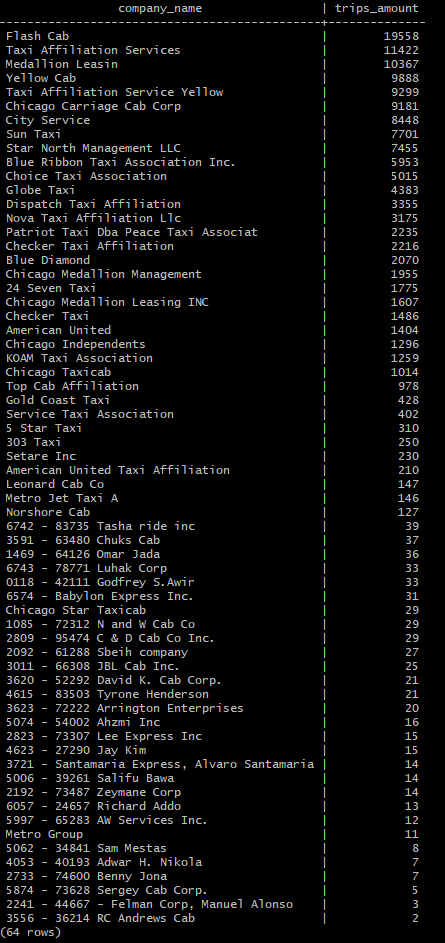 company_name | trips_amount
--------------------------------------------+--------------
Flash Cab | 19558
Taxi Affiliation Services | 11422
Medallion Leasin | 10367
Yellow Cab | 9888
Taxi Affiliation Service Yellow | 9299
Chicago Carriage Cab Corp | 9181
City Service | 8448
Sun Taxi | 7701
Star North Management LLC | 7455
Blue Ribbon Taxi Association Inc. | 5953
Choice Taxi Association | 5015
Globe Taxi | 4383
Dispatch Taxi Affiliation | 3355
Nova Taxi Affiliation Llc | 3175
Patriot Taxi Dba Peace Taxi Associat | 2235
Checker Taxi Affiliation | 2216
Blue Diamond | 2070
Chicago Medallion Management | 1955
24 Seven Taxi | 1775
Chicago Medallion Leasing INC | 1607
Checker Taxi | 1486
American United | 1404
Chicago Independents | 1296
KOAM Taxi Association | 1259
Chicago Taxicab | 1014
Top Cab Affiliation | 978
Gold Coast Taxi | 428
Service Taxi Association | 402
5 Star Taxi | 310
303 Taxi | 250
Setare Inc | 230
American United Taxi Affiliation | 210
Leonard Cab Co | 147
Metro Jet Taxi A | 146
Norshore Cab | 127
6742 - 83735 Tasha ride inc | 39
3591 - 63480 Chuks Cab | 37
1469 - 64126 Omar Jada | 36
6743 - 78771 Luhak Corp | 33
0118 - 42111 Godfrey S.Awir | 33
6574 - Babylon Express Inc. | 31
Chicago Star Taxicab | 29
1085 - 72312 N and W Cab Co | 29
2809 - 95474 C & D Cab Co Inc. | 29
2092 - 61288 Sbeih company | 27
3011 - 66308 JBL Cab Inc. | 25
3620 - 52292 David K. Cab Corp. | 21
4615 - 83503 Tyrone Henderson | 21
3623 - 72222 Arrington Enterprises | 20
5074 - 54002 Ahzmi Inc | 16
2823 - 73307 Lee Express Inc | 15
4623 - 27290 Jay Kim | 15
3721 - Santamaria Express, Alvaro Santamaria | 14
5006 - 39261 Salifu Bawa | 14
2192 - 73487 Zeymane Corp | 14
6057 - 24657 Richard Addo | 13
5997 - 65283 AW Services Inc. | 12
Metro Group | 11
5062 - 34841 Sam Mestas | 8
4053 - 40193 Adwar H. Nikola | 7
2733 - 74600 Benny Jona | 7
5874 - 73628 Sergey Cab Corp. | 5
2241 - 44667 - Felman Corp, Manuel Alonso | 3
3556 - 36214 RC Andrews Cab | 2
(64 rows)